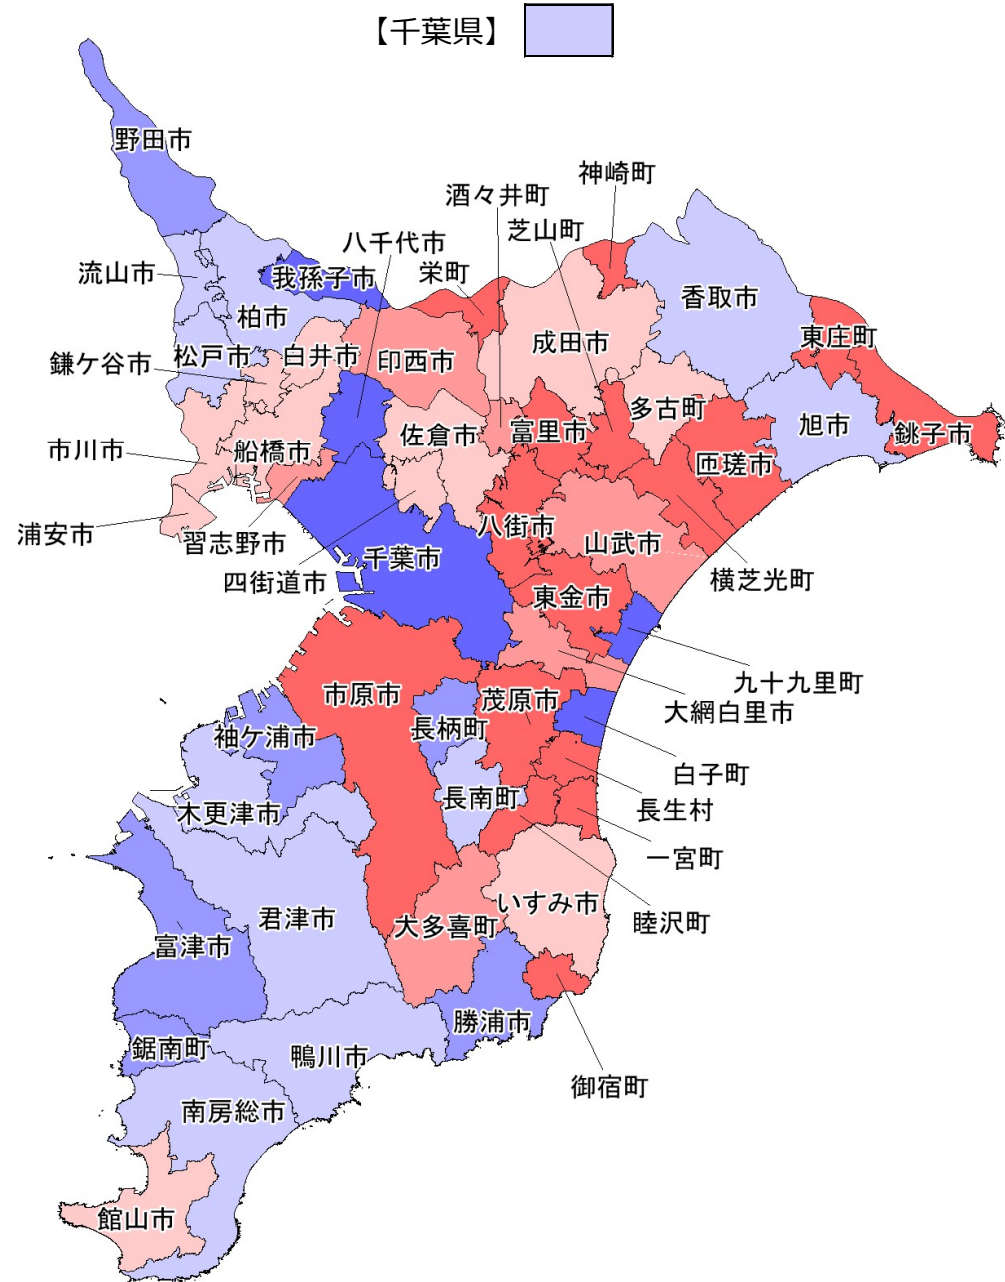 【千葉県】
野田市
神崎町
酒々井町
芝山町
八千代市
栄町
流山市
我孫子市
香取市
柏市
東庄町
成田市
鎌ケ谷市
松戸市
白井市
印西市
多古町
旭市
佐倉市
富里市
銚子市
市川市
船橋市
匝瑳市
浦安市
習志野市
八街市
山武市
四街道市
千葉市
横芝光町
東金市
九十九里町
市原市
茂原市
大網白里市
袖ケ浦市
長柄町
白子町
木更津市
長南町
長生村
一宮町
いすみ市
君津市
大多喜町
睦沢町
富津市
勝浦市
鋸南町
鴨川市
御宿町
南房総市
館山市